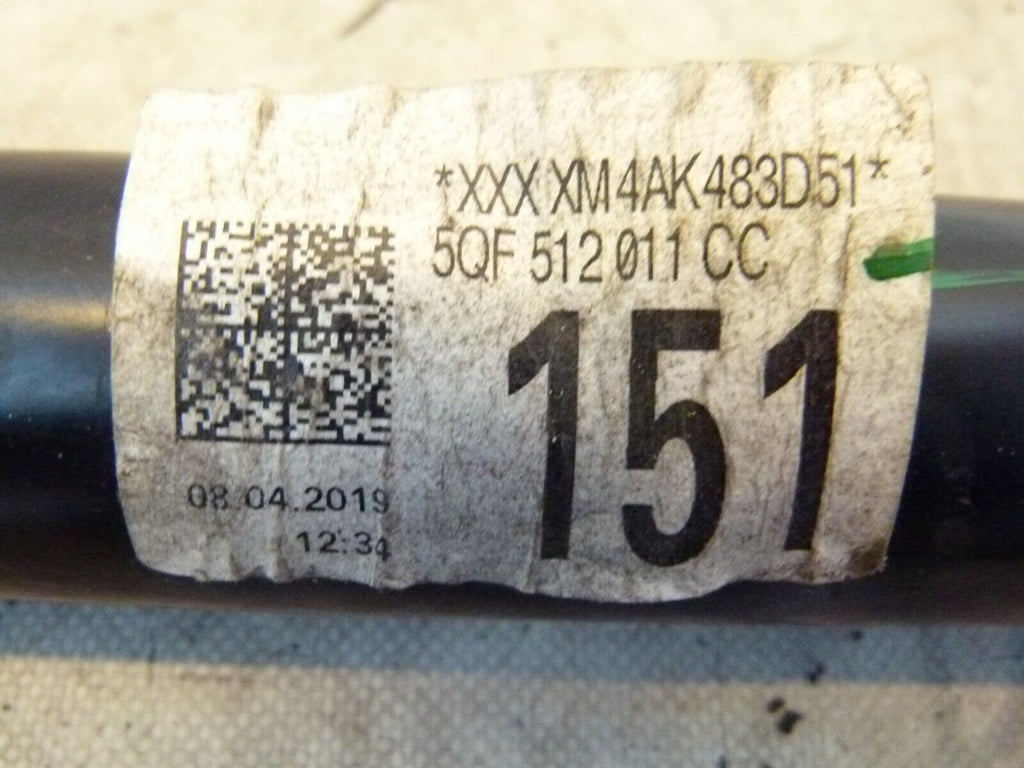 *XXX XM4AK483D51*
5QF 512 011 CC
151
08.04.2019
12:34